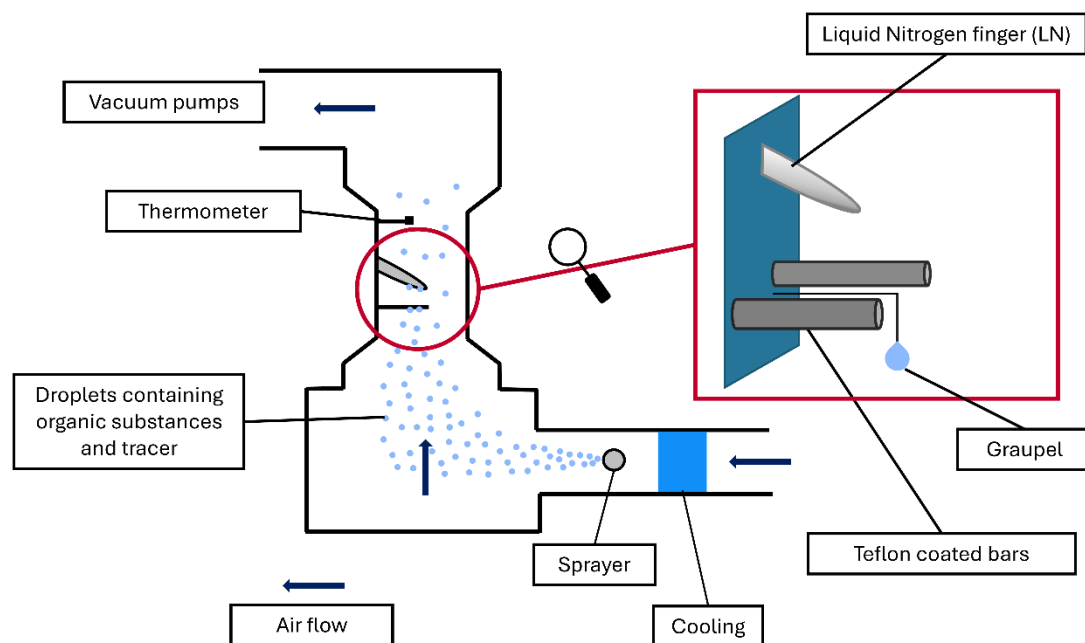 Liquid Nitrogen finger (LN)
Vacuum pumps
Thermometer
Droplets containing
organic substances
and tracer
Graupel
Sprayer
Teflon coated bars
Air flow
Cooling